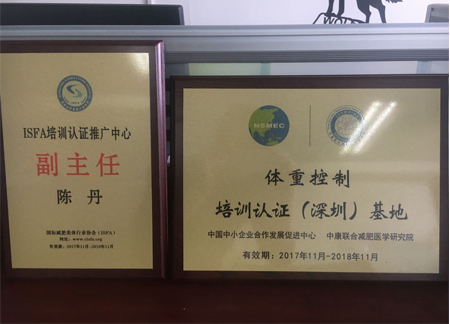 ISFA培训认证推广中心
副主任
陈 丹
国际减肥美体行业协会（ISFA）
有效期：2017年11月-2018年11月
NSMEC
体重控制
培训认证（深圳）基地
中国中小企业合作发展促进中心 中康联合减肥医学研究院
有效期：2017年11月-2018年11月